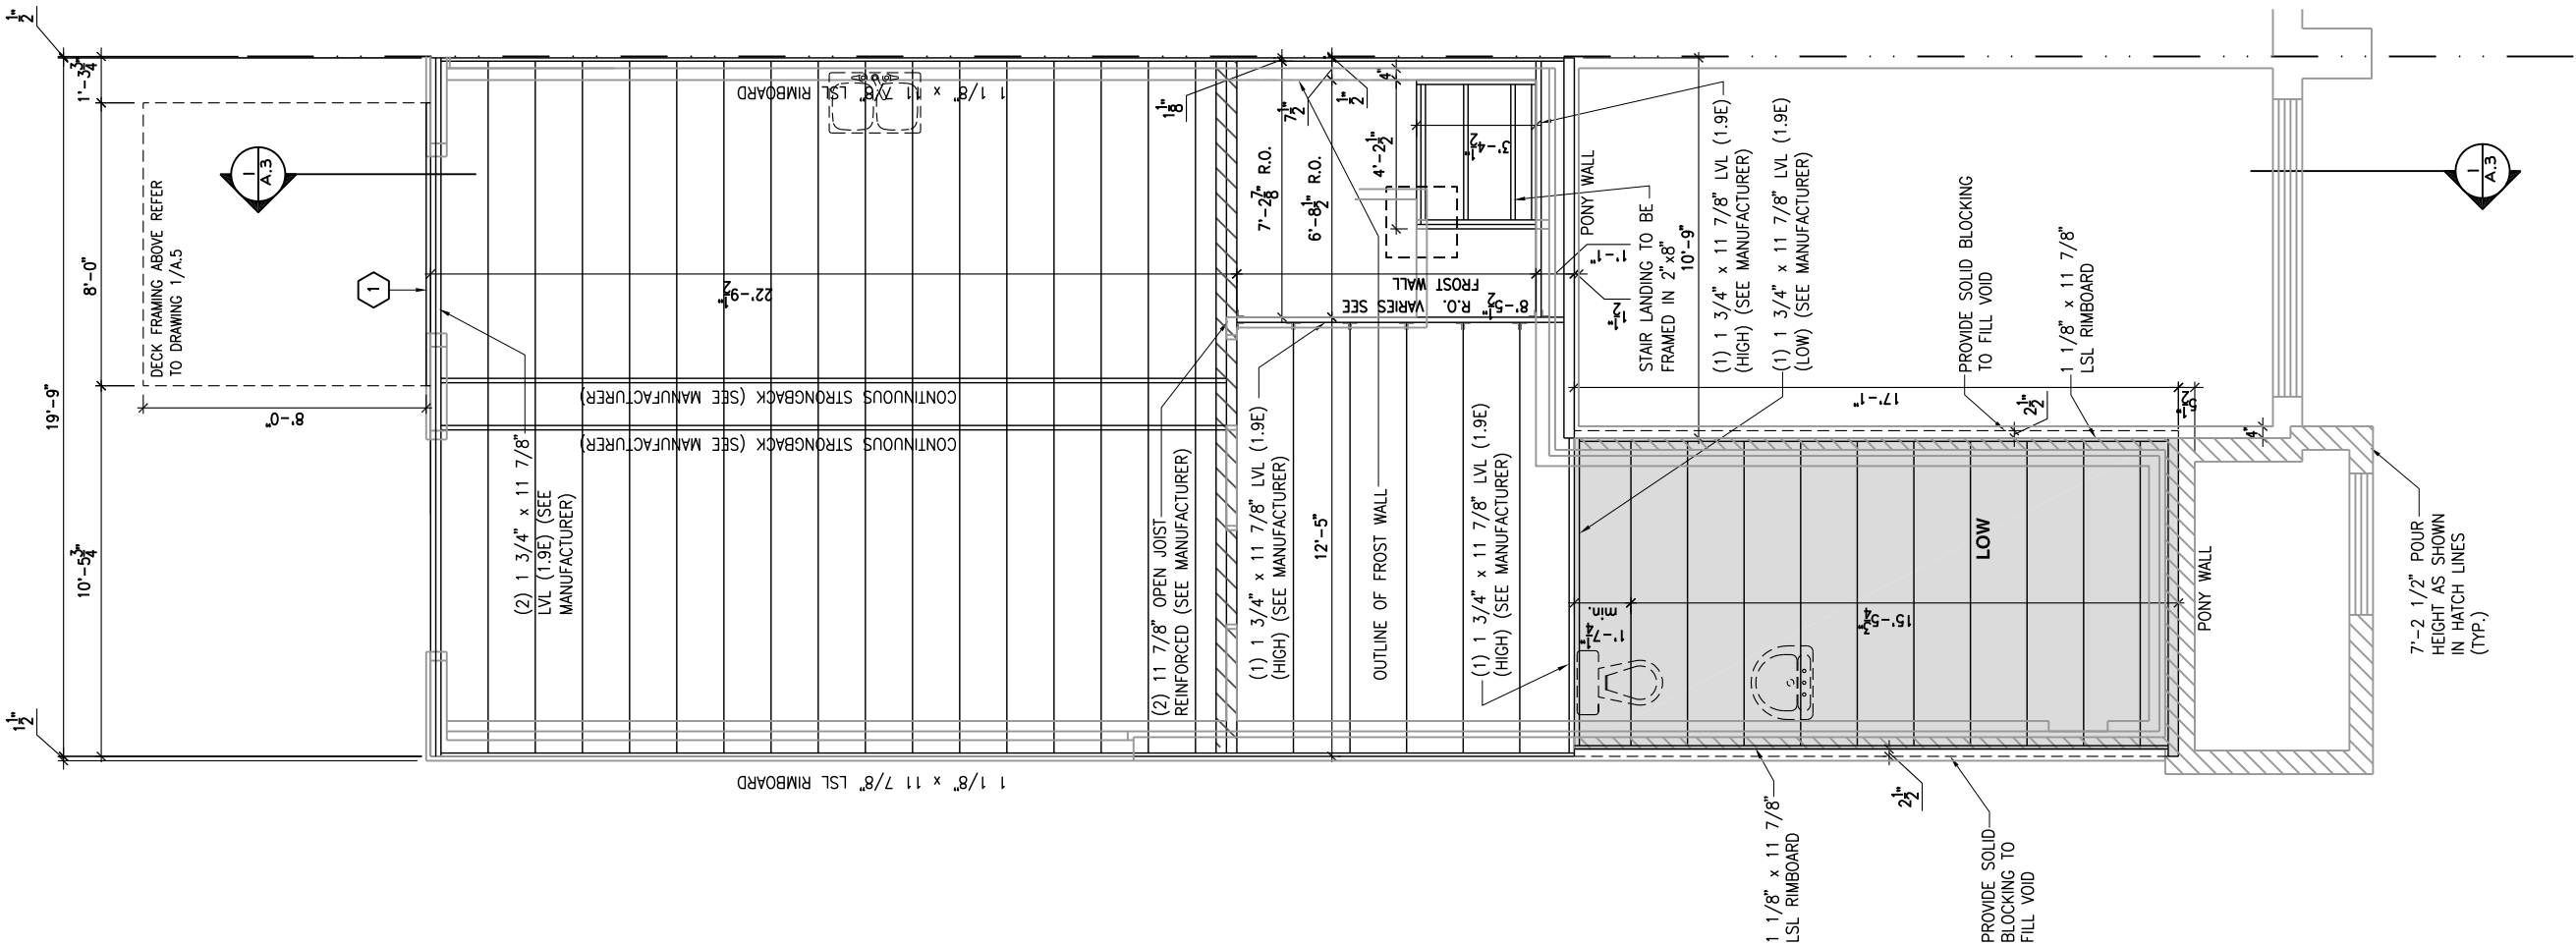 1 1/2"
19'-9"
1'-3 3/4"
8'-0"
10'-5 3/4"
1 1/2"
DECK FRAMING ABOVE REFER
TO DRAWING 1/A.5
1
A.3
8'-0"
1
(2) 1 3/4" x 11 7/8"
LVL (1.9E) (SEE
MANUFACTURER)
22'-9 1/2"
CONTINUOUS STRONGBACK (SEE MANUFACTURER)
CONTINUOUS STRONGBACK (SEE MANUFACTURER)
1 1/8" x 11 7/8" LSL RIMBOARD
1 1/8" x 11 7/8" LSL RIMBOARD
(2) 11 7/8" OPEN JOIST
REINFORCED (SEE MANUFACTURER)
1 1/8"
7'-2 7/8" R.O.
7 1/2"
6'-8 1/2" R.O.
1 1/2"
4"
4'-2 1/2"
3'-4 1/2"
(1) 1 3/4" x 11 7/8" LVL (1.9E)
(HIGH) (SEE MANUFACTURER)
12'-5"
8'-5 1/2" R.O. VARIES SEE
FROST WALL
OUTLINE OF FROST WALL
(1) 1 3/4" x 11 7/8" LVL (1.9E)
(HIGH) (SEE MANUFACTURER)
PONY WALL
1'-1"
1 1/2"
STAIR LANDING TO BE
FRAMED IN 2"x8"
10'-9"
(1) 1 3/4" x 11 7/8" LVL (1.9E)
(HIGH) (SEE MANUFACTURER)
(1) 1 3/4" x 11 7/8" LVL (1.9E)
(LOW) (SEE MANUFACTURER)
PROVIDE SOLID BLOCKING
TO FILL VOID
1 1/8" x 11 7/8"
LSL RIMBOARD
17'-1"
2 1/2"
5 1/2"
4"
1
A.3
1'-7 1/4"
min.
15'-5 3/4"
LOW
PONY WALL
2 1/2"
1 1/8" x 11 7/8"
LSL RIMBOARD
PROVIDE SOLID
BLOCKING TO
FILL VOID
7'-2 1/2" POUR
HEIGHT AS SHOWN
IN HATCH LINES
(TYP.)